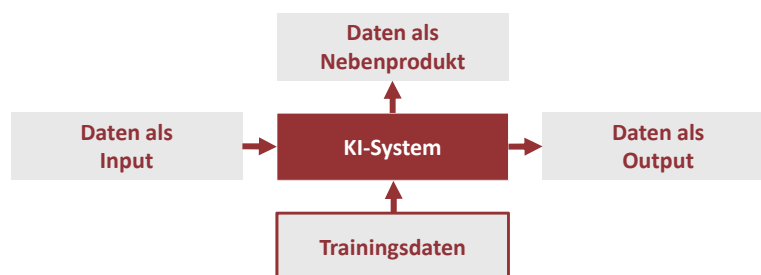 Daten als
Nebenprodukt
Daten als
Input
KI-System
Daten als
Output
Trainingsdaten